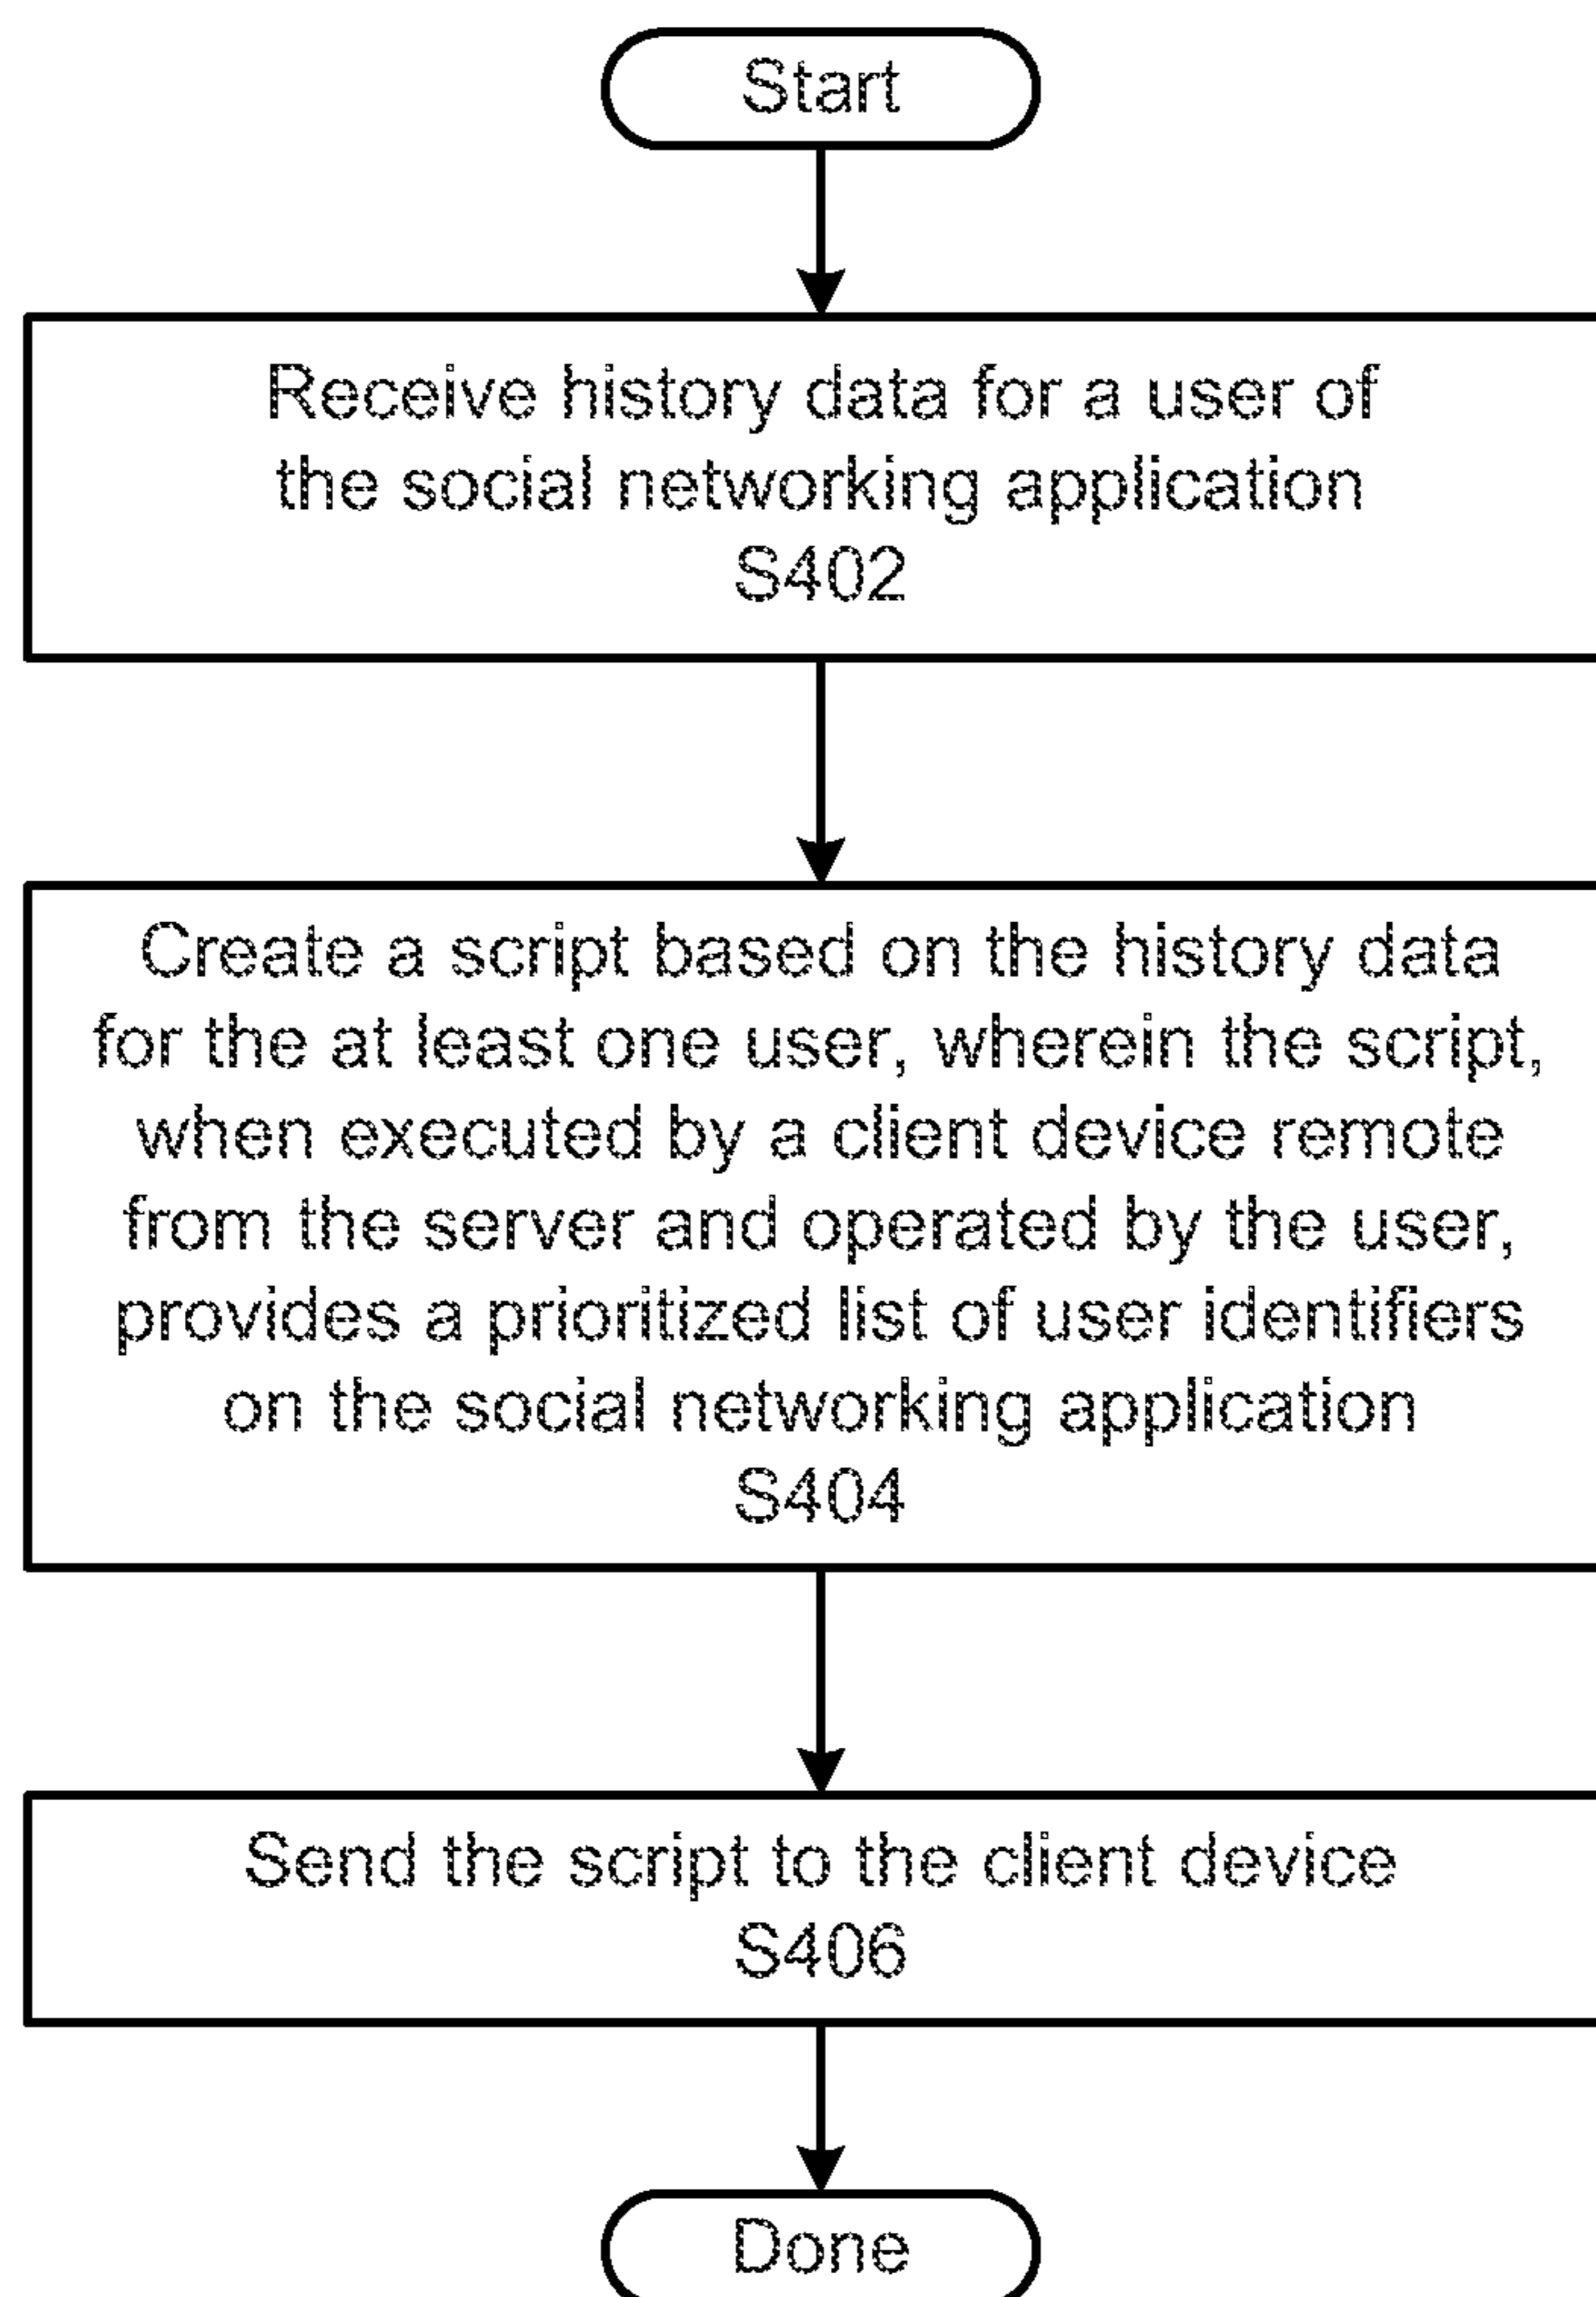 Start
Receive history data for a user of
the social networking application
S402
Create a script based on the history data
for the at least one user, wherein the script,
when executed by a client device remote
from the server and operated by the user,
provides a prioritized list of user identifiers
on the social networking application
S404
Send the script to the client device
S406
Done